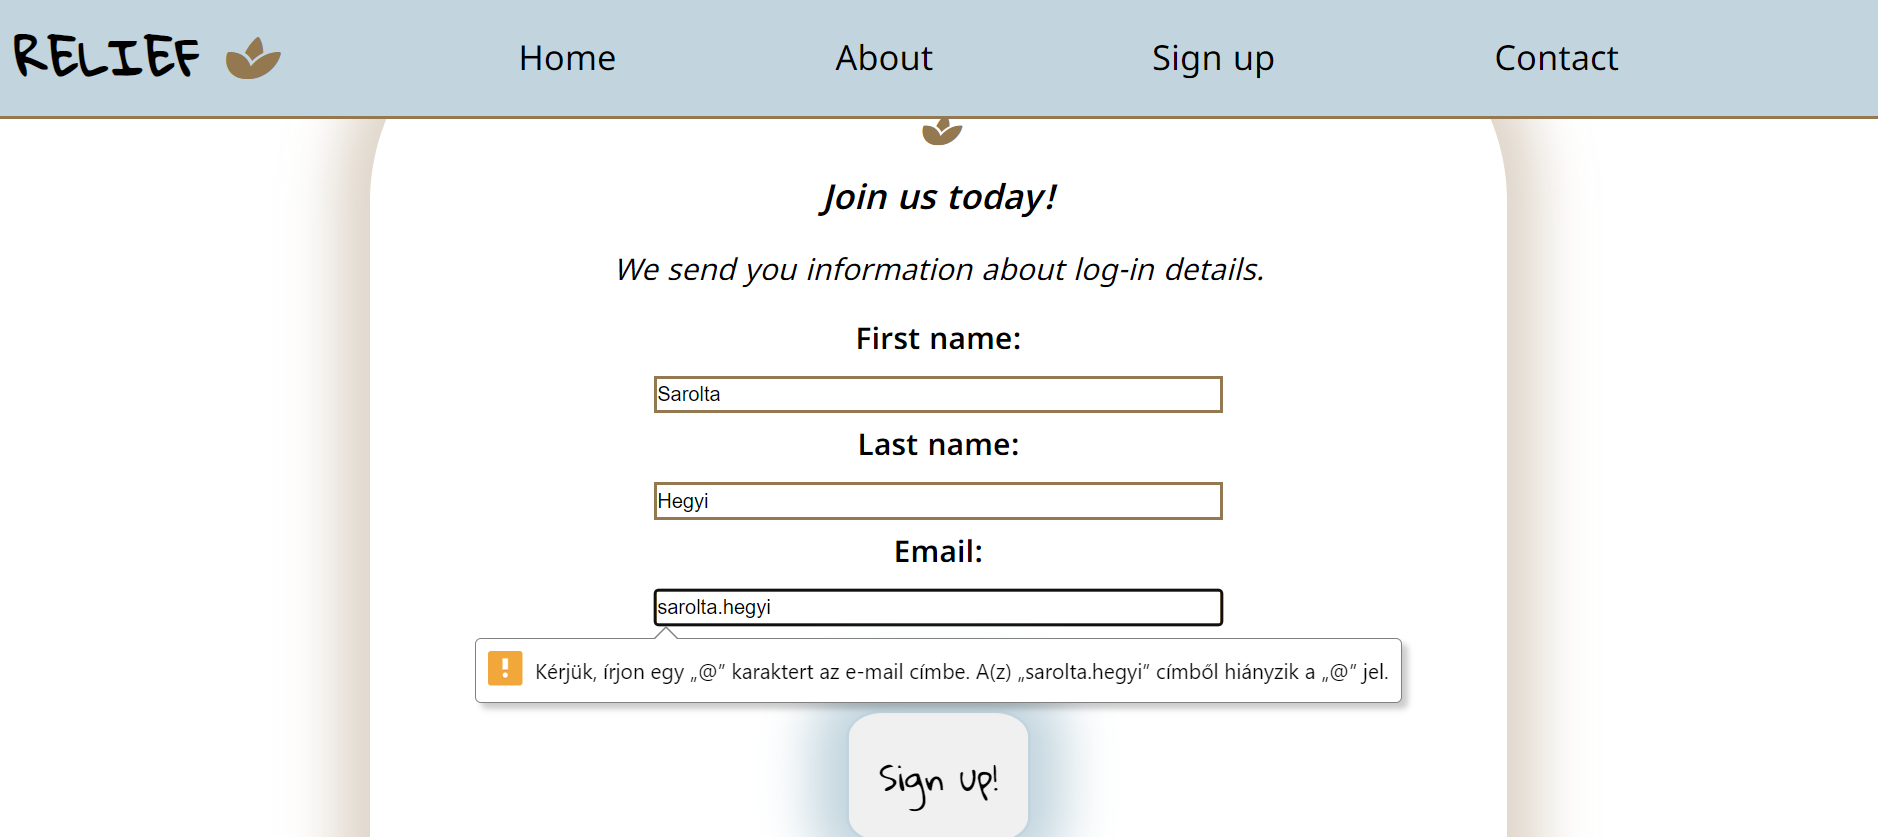 RELIEF
Home
About
Sign up
Contact
Join us today!
We send you information about log-in details.
First name:
Sarolta
Last name:
Hegyi
Email:
sarolta.hegyi
Kérjük, írjon egy „@” karaktert az e-mail címbe. A(z) „sarolta.hegyi” címből hiányzik a „@” jel.
Sign up!